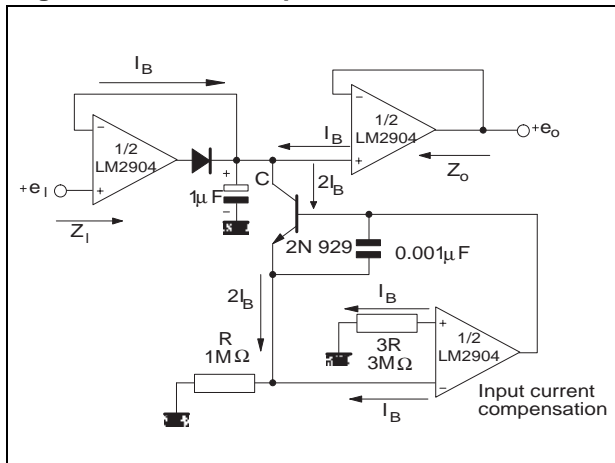 I_B
1/2
LM2904
+e_I
Z_I
1μF
C
I_B
2I_B
1/2
LM2904
+e_o
Z_o
2N 929
0.001μF
2I_B
R
1MΩ
I_B
3R
3MΩ
1/2
LM2904
I_B
Input current
compensation